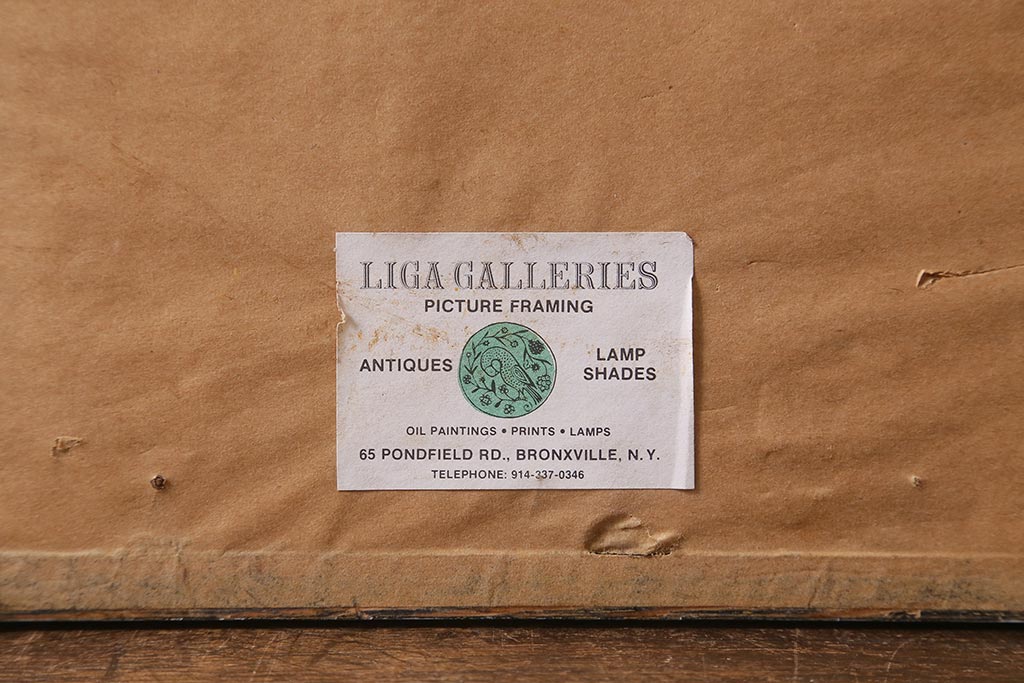 LIGA GALLERIES
PICTURE FRAMING
ANTIQUES
LAMP
SHADES
OIL PAINTINGS • PRINTS • LAMPS
65 PONDFIELD RD., BRONXVILLE, N.Y.
TELEPHONE: 914-337-0346